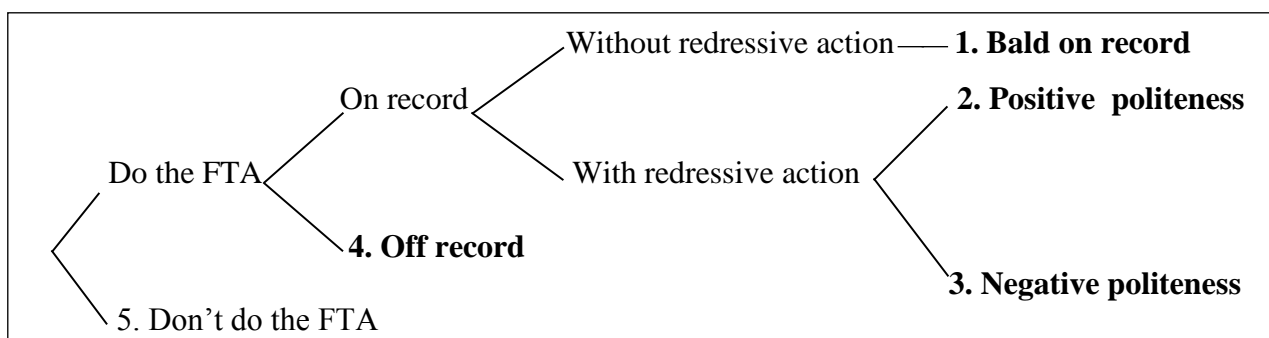 Without redressive action
1. Bald on record
On record
2. Positive politeness
Do the FTA
With redressive action
4. Off record
3. Negative politeness
5. Don't do the FTA